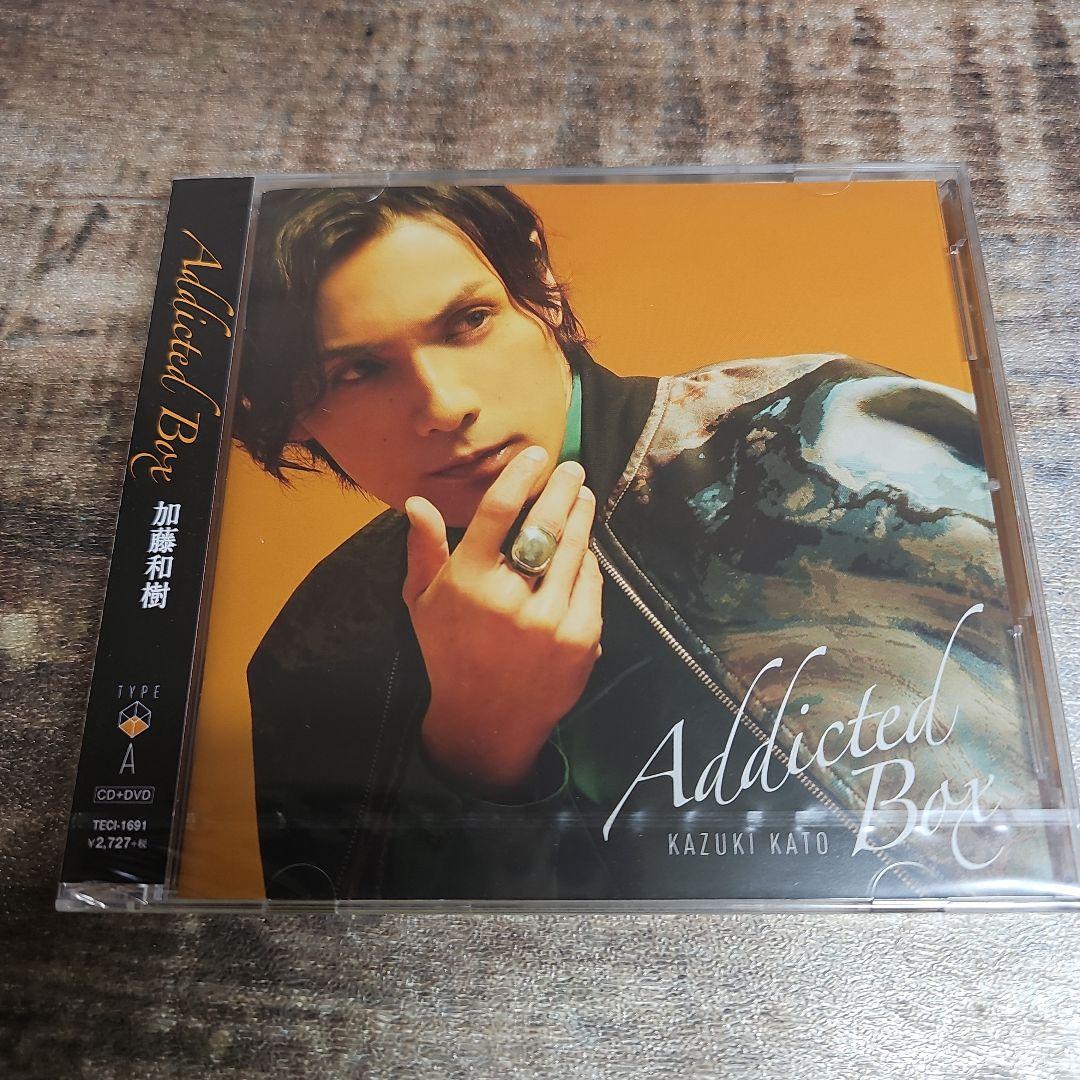 Addicted Box
加藤和樹
TYPE
A
CD+DVD
TECI-1691
¥2,727+税
Addicted
Box
KAZUKI KATO